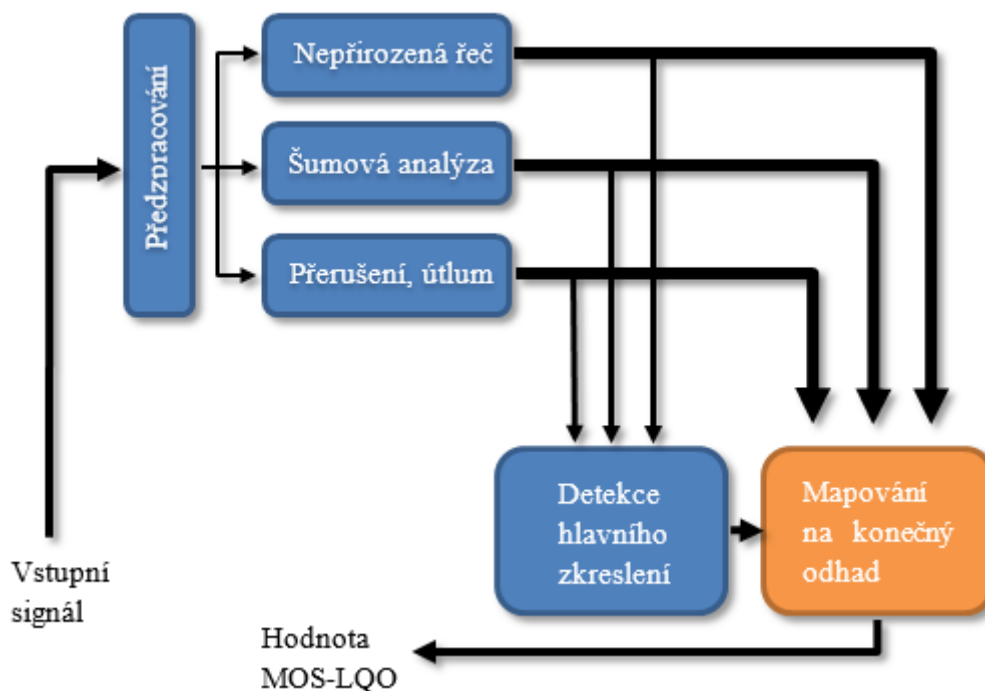 Předzpracování
Nepřirozená řeč
Šumová analýza
Přerušení, útlum
Detekce
hlavního
zkreslení
Mapování
na konečný
odhad
Vstupní
signál
Hodnota
MOS-LQO